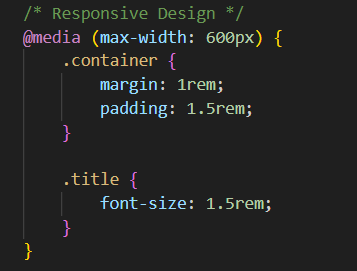 /* Responsive Design */
@media (max-width: 600px) {
    .container {
        margin: 1rem;
        padding: 1.5rem;
    }

    .title {
        font-size: 1.5rem;
    }
}